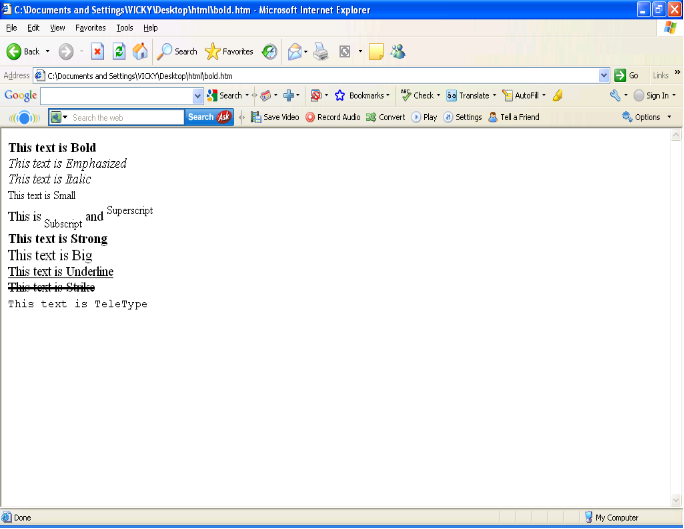 C:\Documents and Settings\VICKY\Desktop\html\bold.htm - Microsoft Internet Explorer
File Edit View Favorites Tools Help
Back Search Favorites
Address C:\Documents and Settings\VICKY\Desktop\html\bold.htm Go Links »
Google Search Bookmarks Check Translate AutoFill Sign In
Search the web Search Ask Save Video Record Audio Convert Play Settings Tell a Friend Options
This text is Bold
This text is Emphasized
This text is Italic
This text is Small
This is Subscript and Superscript
This text is Strong
This text is Big
This text is Underline
This text is Strike
This text is TeleType
Done My Computer